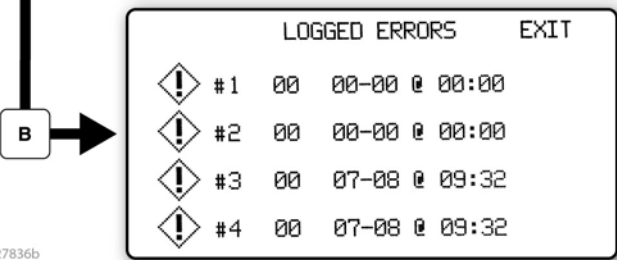 LOGGED ERRORS EXIT
#1 00 00-00 @ 00:00
#2 00 00-00 @ 00:00
B
#3 00 07-08 @ 09:32
#4 00 07-08 @ 09:32
27836b